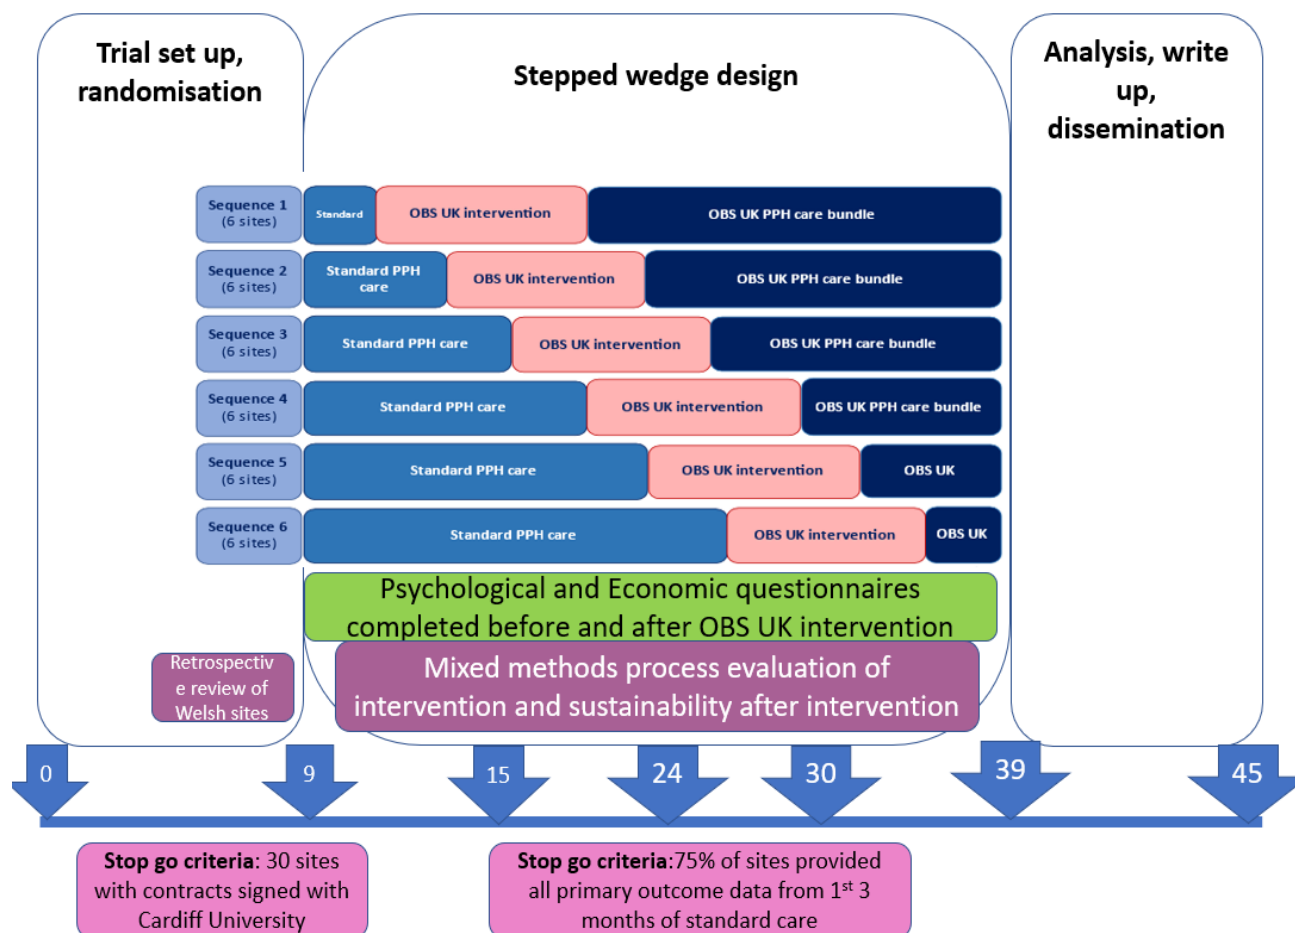 Trial set up,
randomisation
Stepped wedge design
Analysis, write
up,
dissemination
Sequence 1
(6 sites)
Standard
OBS UK intervention
OBS UK PPH care bundle
Sequence 2
(6 sites)
Standard PPH
care
OBS UK intervention
OBS UK PPH care bundle
Sequence 3
(6 sites)
Standard PPH care
OBS UK intervention
OBS UK PPH care bundle
Sequence 4
(6 sites)
Standard PPH care
OBS UK intervention
OBS UK PPH care bundle
Sequence 5
(6 sites)
Standard PPH care
OBS UK intervention
OBS UK
Sequence 6
(6 sites)
Standard PPH care
OBS UK intervention
OBS UK
Psychological and Economic questionnaires
completed before and after OBS UK intervention
Retrospectiv
e review of
Welsh sites
Mixed methods process evaluation of
intervention and sustainability after intervention
0
9
15
24
30
39
45
Stop go criteria: 30 sites
with contracts signed with
Cardiff University
Stop go criteria:75% of sites provided
all primary outcome data from 1st 3
months of standard care